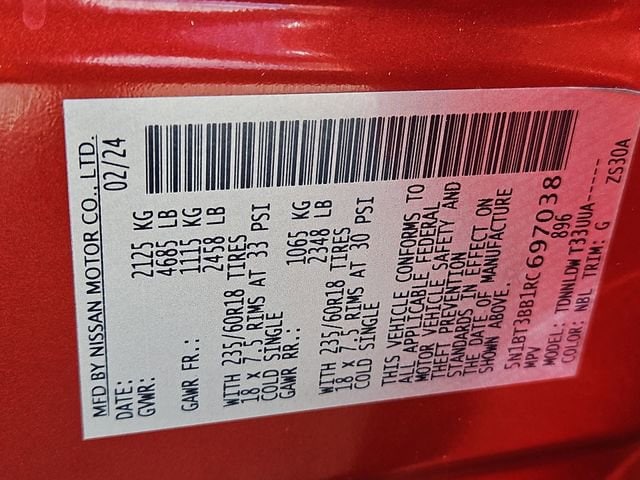 MFD BY NISSAN MOTOR CO., LTD.
DATE: 02/24
GVWR: 2125 KG
4685 LB
GAWR FR.: 1115 KG
2458 LB
WITH 235/60R18 TIRES
18 X 7.5 RIMS AT 33 PSI
COLD SINGLE
GAWR RR.: 1065 KG
2348 LB
WITH 235/60R18 TIRES
18 X 7.5 RIMS AT 30 PSI
COLD SINGLE
THIS VEHICLE CONFORMS TO
ALL APPLICABLE FEDERAL
MOTOR VEHICLE SAFETY AND
THEFT PREVENTION
STANDARDS IN EFFECT ON
THE DATE OF MANUFACTURE
SHOWN ABOVE.
5N1BT3BB1RC697038
MPV 896
MODEL: TDNNLDWT33UUA------
COLOR: NBL TRIM: G ZS30A